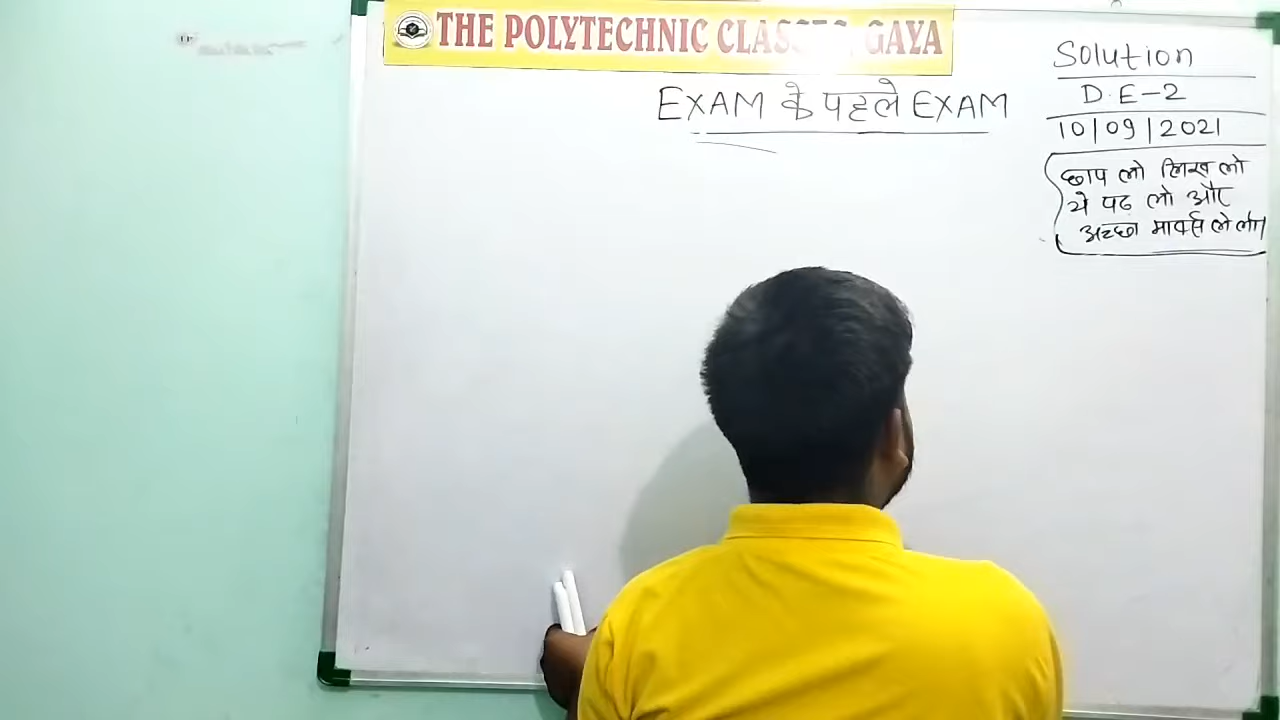 THE POLYTECHNIC CLASSES, GAYA
EXAM के पहले EXAM
Solution
D.E-2
10/09/2021
छाप लो लिख लो
ये पढ़ लो और
अच्छा मार्क्स ले लो।